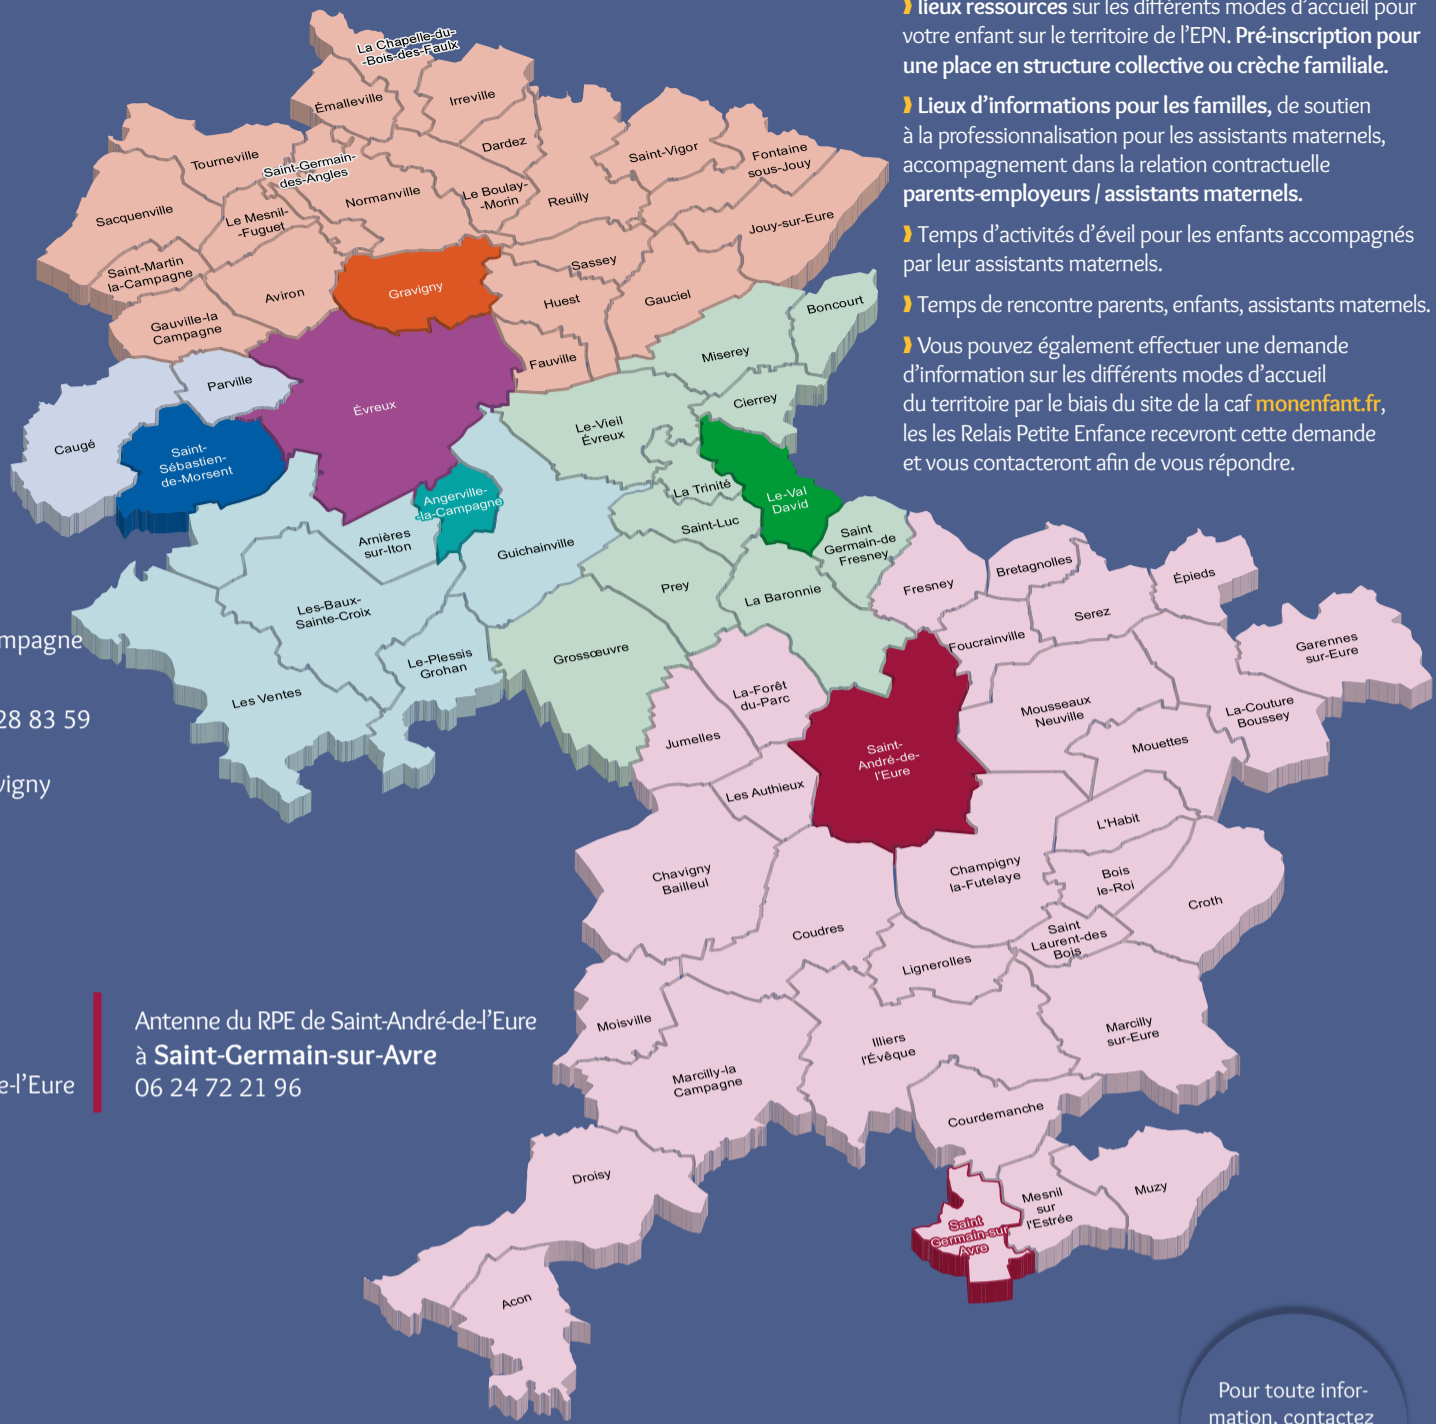 ❱ lieux ressources sur les différents modes d’accueil pour
votre enfant sur le territoire de l’EPN. Pré-inscription pour
une place en structure collective ou crèche familiale.
❱ Lieux d’informations pour les familles, de soutien
à la professionnalisation pour les assistants maternels,
accompagnement dans la relation contractuelle
parents-employeurs / assistants maternels.
❱ Temps d’activités d’éveil pour les enfants accompagnés
par leur assistants maternels.
❱ Temps de rencontre parents, enfants, assistants maternels.
❱ Vous pouvez également effectuer une demande
d’information sur les différents modes d’accueil
du territoire par le biais du site de la caf monenfant.fr,
les les Relais Petite Enfance recevront cette demande
et vous contacteront afin de vous répondre.
La Chapelle-du-
-Bois-des-Faulx
Émalleville
Irreville
Dardez
Tourneville
Saint-Germain-
des-Angles
Normanville
Le Boulay-
-Morin
Reuilly
Saint-Vigor
Fontaine
sous-Jouy
Jouy-sur-Eure
Sacquenville
Le Mesnil-
-Fuguet
Saint-Martin
la-Campagne
Aviron
Gravigny
Sassey
Huest
Gauciel
Gauville-la
Campagne
Fauville
Boncourt
Miserey
Cierrey
Parville
Évreux
Caugé
Saint-
Sébastien-
de-Morsent
Le-Vieil
Évreux
Angerville-
-la-Campagne
La Trinité
Le-Val
David
Saint-Luc
Saint
Germain-de
Fresney
Arnières
sur-Iton
Guichainville
Prey
La Baronnie
Les-Baux-
Sainte-Croix
Le-Plessis
Grohan
Les Ventes
Grossœuvre
Fresney
Bretagnolles
Épieds
Serez
Foucrainville
Garennes
sur-Eure
La-Forêt
du-Parc
Mousseaux
Neuville
La-Couture
Boussey
Mouettes
Jumelles
Saint-
André-de-
l'Eure
Les Authieux
L'Habit
Chavigny
Bailleul
Champigny
la-Futelaye
Bois
le-Roi
Croth
Coudres
Saint
Laurent-des
Bois
Lignerolles
Moisville
Illiers
l'Évêque
Marcilly
sur-Eure
Marcilly-la
Campagne
Courdemanche
Droisy
Mesnil
sur
l'Estrée
Muzy
Saint
Germain-sur
Avre
Acon
mpagne
28 83 59
vigny
e-l’Eure
Antenne du RPE de Saint-André-de-l’Eure
à Saint-Germain-sur-Avre
06 24 72 21 96
Pour toute infor-
mation, contactez